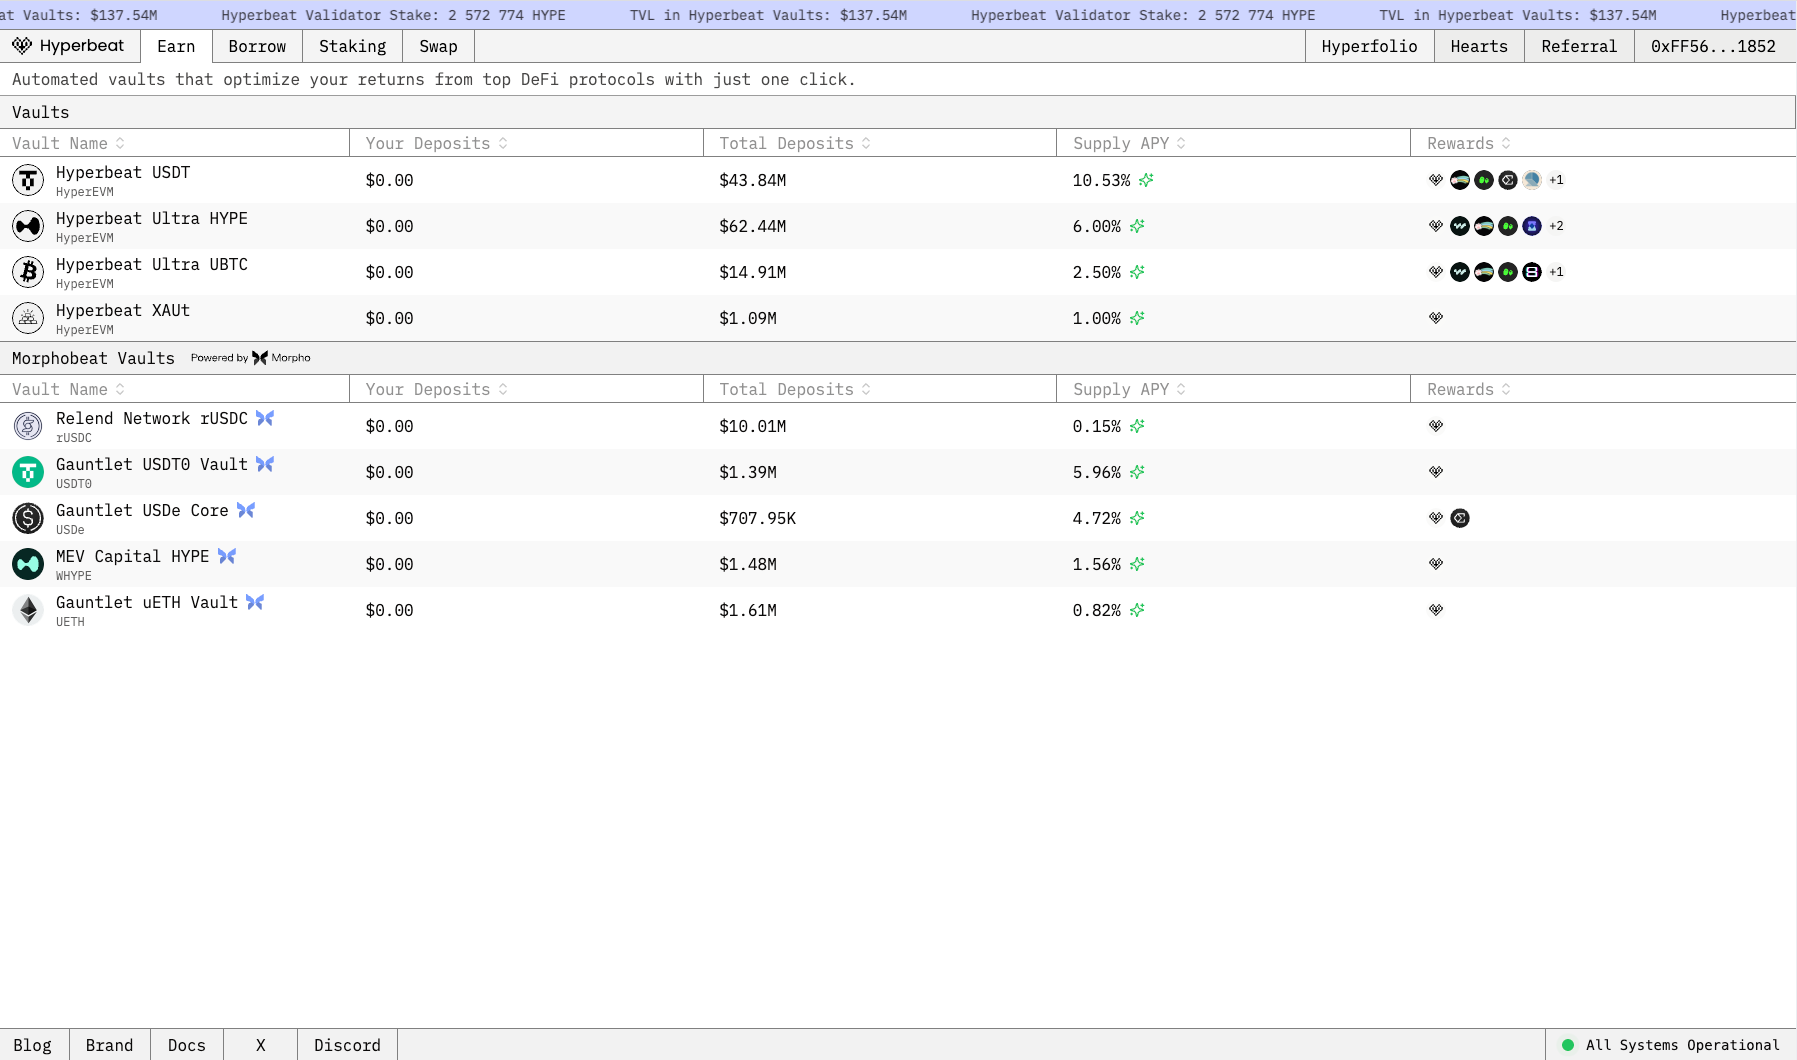 at Vaults: $137.54M Hyperbeat Validator Stake: 2 572 774 HYPE TVL in Hyperbeat Vaults: $137.54M Hyperbeat Validator Stake: 2 572 774 HYPE TVL in Hyperbeat Vaults: $137.54M Hyperbeat
Hyperbeat Earn Borrow Staking Swap Hyperfolio Hearts Referral 0xFF56...1852
Automated vaults that optimize your returns from top DeFi protocols with just one click.
Vaults
Vault Name Your Deposits Total Deposits Supply APY Rewards
Hyperbeat USDT $0.00 $43.84M 10.53% +1
HyperEVM
Hyperbeat Ultra HYPE $0.00 $62.44M 6.00% +2
HyperEVM
Hyperbeat Ultra UBTC $0.00 $14.91M 2.50% +1
HyperEVM
Hyperbeat XAUt $0.00 $1.09M 1.00%
HyperEVM
Morphobeat Vaults Powered by Morpho
Vault Name Your Deposits Total Deposits Supply APY Rewards
Relend Network rUSDC $0.00 $10.01M 0.15%
rUSDC
Gauntlet USDT0 Vault $0.00 $1.39M 5.96%
USDT0
Gauntlet USDe Core $0.00 $707.95K 4.72%
USDe
MEV Capital HYPE $0.00 $1.48M 1.56%
WHYPE
Gauntlet uETH Vault $0.00 $1.61M 0.82%
UETH
Blog Brand Docs X Discord All Systems Operational